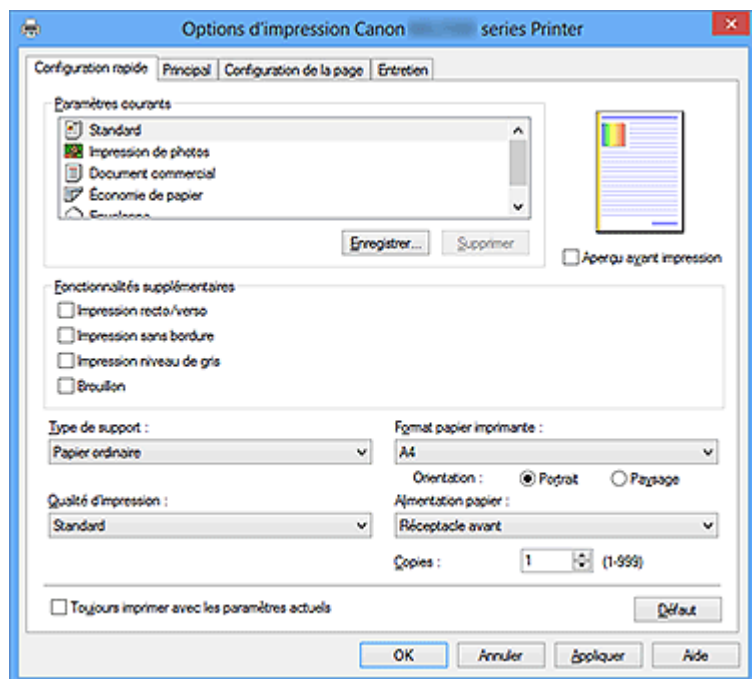 Options d'impression Canon series Printer
Configuration rapide Principal Configuration de la page Entretien
Paramètres courants
Standard
Impression de photos
Document commercial
Économie de papier
Enregistrer... Supprimer
Aperçu avant impression
Fonctionnalités supplémentaires
Impression recto/verso
Impression sans bordure
Impression niveau de gris
Brouillon
Type de support : Format papier imprimante :
Papier ordinaire A4
Orientation : Portrait Paysage
Qualité d'impression : Alimentation papier :
Standard Réceptacle avant
Copies : 1 (1-999)
Toujours imprimer avec les paramètres actuels Défaut
OK Annuler Appliquer Aide